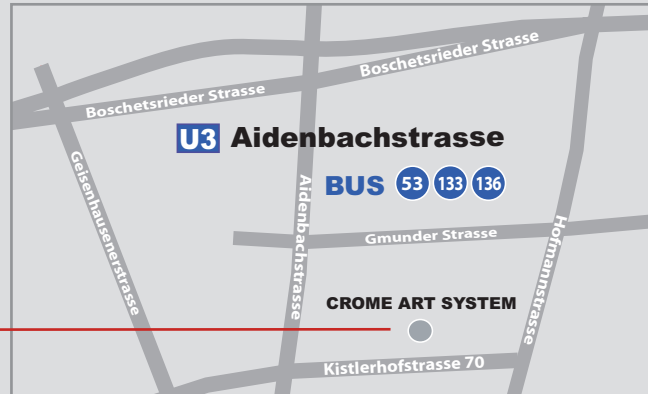 Boschetsrieder Strasse
Boschetsrieder Strasse
U3 Aidenbachstrasse
BUS 53 133 136
Geisenhausenerstrasse
Aidenbachstrasse
Hofmannstrasse
Gmunder Strasse
CROME ART SYSTEM
Kistlerhofstrasse 70